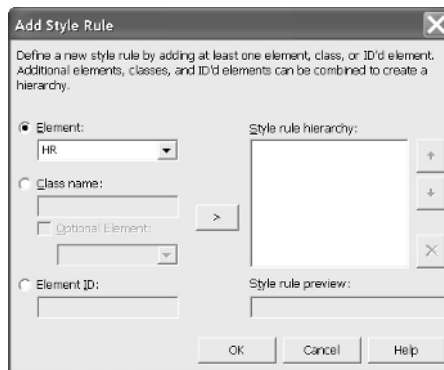 Add Style Rule
Define a new style rule by adding at least one element, class, or ID'd element.
Additional elements, classes, and ID'd elements can be combined to create a
hierarchy.
Element:
HR
Class name:
Optional Element:
Element ID:
>
Style rule hierarchy:
Style rule preview:
OK
Cancel
Help